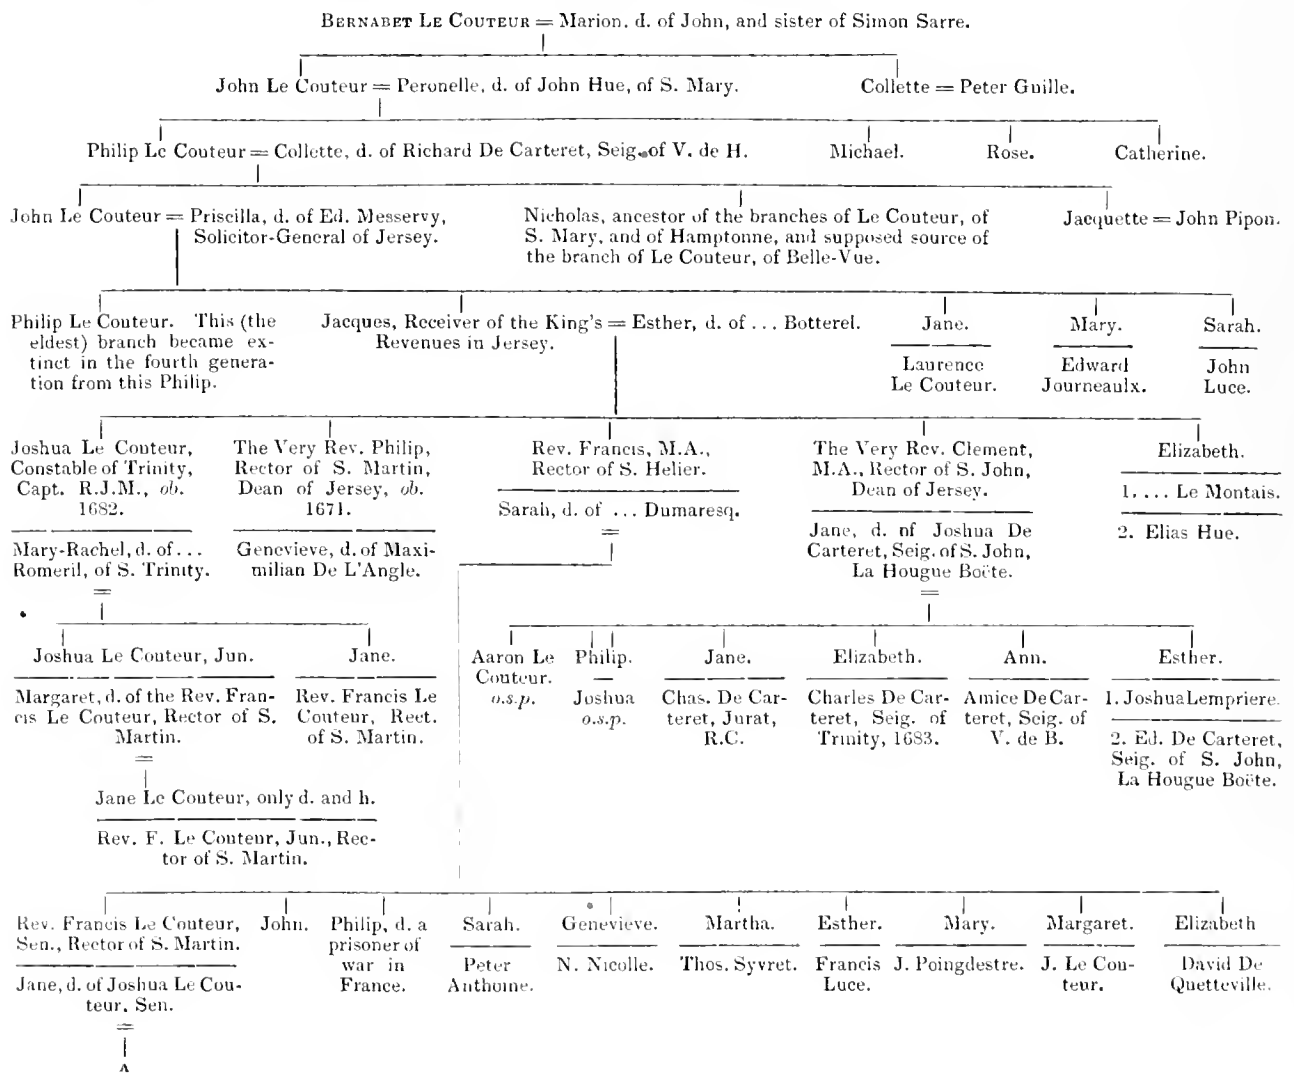 BERNABET LE COUTEUR = Marion, d. of John, and sister of Simon Sarre.
John Le Couteur = Peronelle, d. of John Hue, of S. Mary.
Collette = Peter Guille.
Philip Le Couteur = Collette, d. of Richard De Carteret, Seig. of V. de H.
Michael.
Rose.
Catherine.
John Le Couteur = Priscilla, d. of Ed. Messervy,
Solicitor-General of Jersey.
Nicholas, ancestor of the branches of Le Couteur, of
S. Mary, and of Hamptonne, and supposed source of
the branch of Le Couteur, of Belle-Vue.
Jacquette = John Pipon.
Philip Le Couteur. This (the
eldest) branch became ex-
tinct in the fourth genera-
tion from this Philip.
Jacques, Receiver of the King's = Esther, d. of ... Botterel.
Revenues in Jersey.
Jane.
Laurence
Le Couteur.
Mary.
Edward
Journeaulx.
Sarah.
John
Luce.
Joshua Le Couteur,
Constable of Trinity,
Capt. R.J.M., ob.
1682.
Mary-Rachel, d. of...
Romeril, of S. Trinity.
=
The Very Rev. Philip,
Rector of S. Martin,
Dean of Jersey, ob.
1671.
Genevieve, d. of Maxi-
milian De L'Angle.
Rev. Francis, M.A.,
Rector of S. Helier.
Sarah, d. of ... Dumaresq.
=
The Very Rev. Clement,
M.A., Rector of S. John,
Dean of Jersey.
Jane, d. of Joshua De
Carteret, Seig. of S. John,
La Hougue Boëte.
=
Elizabeth.
1. ... Le Montais.
2. Elias Hue.
Joshua Le Couteur, Jun.
Margaret, d. of the Rev. Fran-
cis Le Couteur, Rector of S.
Martin.
=
Jane.
Rev. Francis Le
Couteur, Rect.
of S. Martin.
Aaron Le
Couteur.
o.s.p.
Philip.
Joshua
o.s.p.
Jane.
Chas. De Car-
teret, Jurat,
R.C.
Elizabeth.
Charles De Car-
teret, Seig. of
Trinity, 1683.
Ann.
Amice De Car-
teret, Seig. of
V. de B.
Esther.
1. Joshua Lempriere.
2. Ed. De Carteret,
Seig. of S. John,
La Hougue Boëte.
Jane Le Couteur, only d. and h.
Rev. F. Le Couteur, Jun., Rec-
tor of S. Martin.
Rev. Francis Le Couteur,
Sen., Rector of S. Martin.
Jane, d. of Joshua Le Cou-
teur, Sen.
=
A
John.
Philip, d. a
prisoner of
war in
France.
Sarah.
Peter
Anthoine.
Genevieve.
N. Nicolle.
Martha.
Thos. Syvret.
Esther.
Francis
Luce.
Mary.
J. Poingdestre.
Margaret.
J. Le Cou-
teur.
Elizabeth
David De
Quetteville.